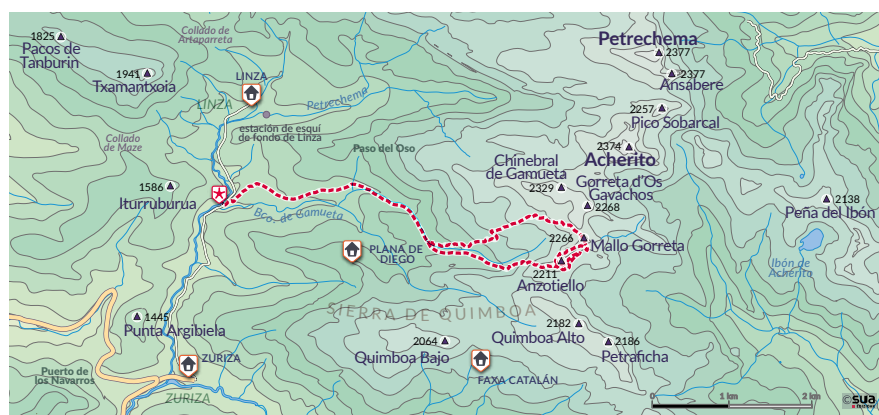 1825
Pacos de
Tanburín
Collado de
Artaparreta
1941
Txamantxoia
LINZA
LINZA
Petrechema
estación de esquí
de fondo de Linza
Collado
de Maze
Paso del Oso
1586
Iturruburua
Bco. de Gamueta
PLANA DE
DIEGO
Petrechema
2377
2377
Ansabere
2257
Pico Sobarcal
2374
Acherito
Chinebral
de Gamueta
2329
Gorreta d'Os
Gavachos
2268
2266
Mallo Gorreta
2211
Anzotiello
2138
Peña del Ibón
Ibón de
Acherito
SIERRA DE QUIMBOA
1445
Punta Argibiela
2064
Quimboa Bajo
2182
Quimboa Alto
2186
Petraficha
ZURIZA
Puerto de
los Navarros
ZURIZA
FAXA CATALÁN
0
1 km
2 km
©sua